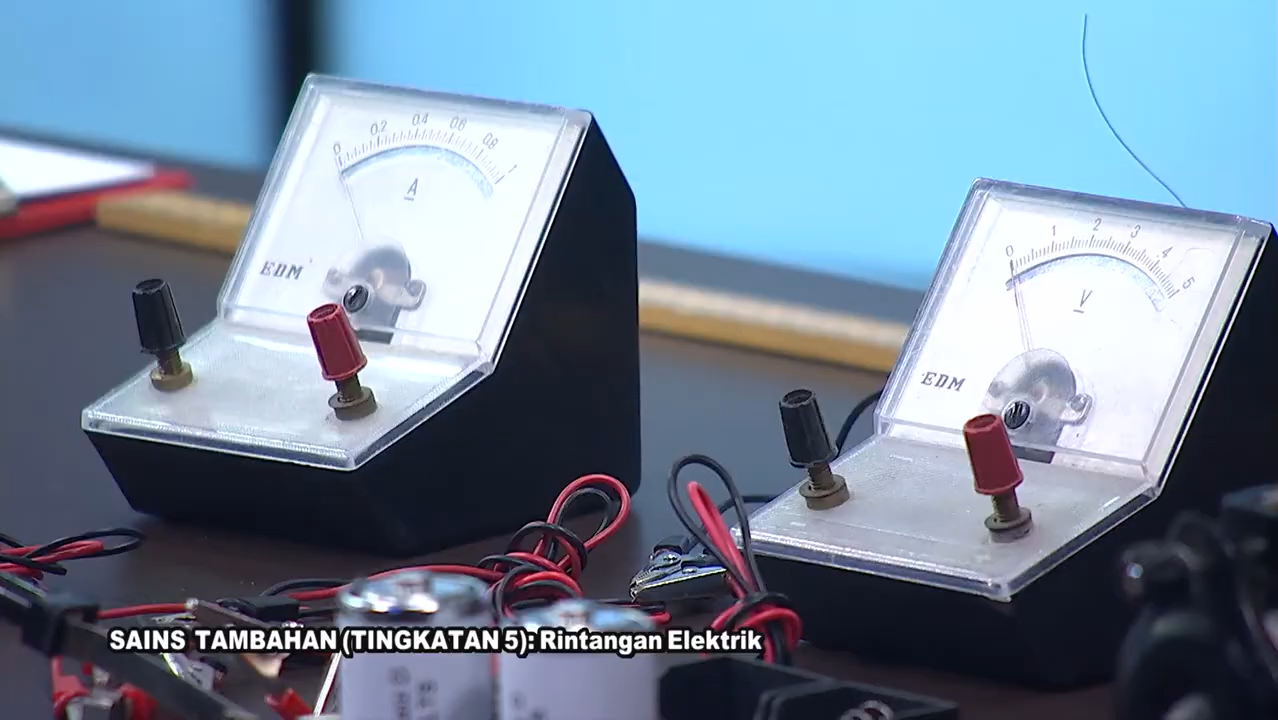 0 0.2 0.4 0.6 0.8 1
A
EDM
0 1 2 3 4 5
V
EDM
SAINS TAMBAHAN (TINGKATAN 5): Rintangan Elektrik